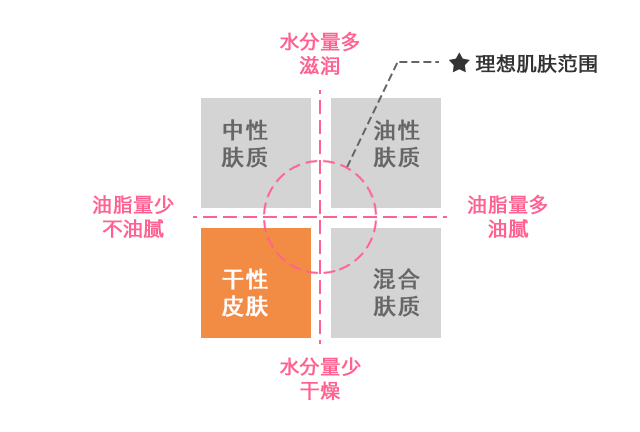 水分量多
滋润
★ 理想肌肤范围
中性
肤质
油性
肤质
油脂量少
不油腻
油脂量多
油腻
干性
皮肤
混合
肤质
水分量少
干燥